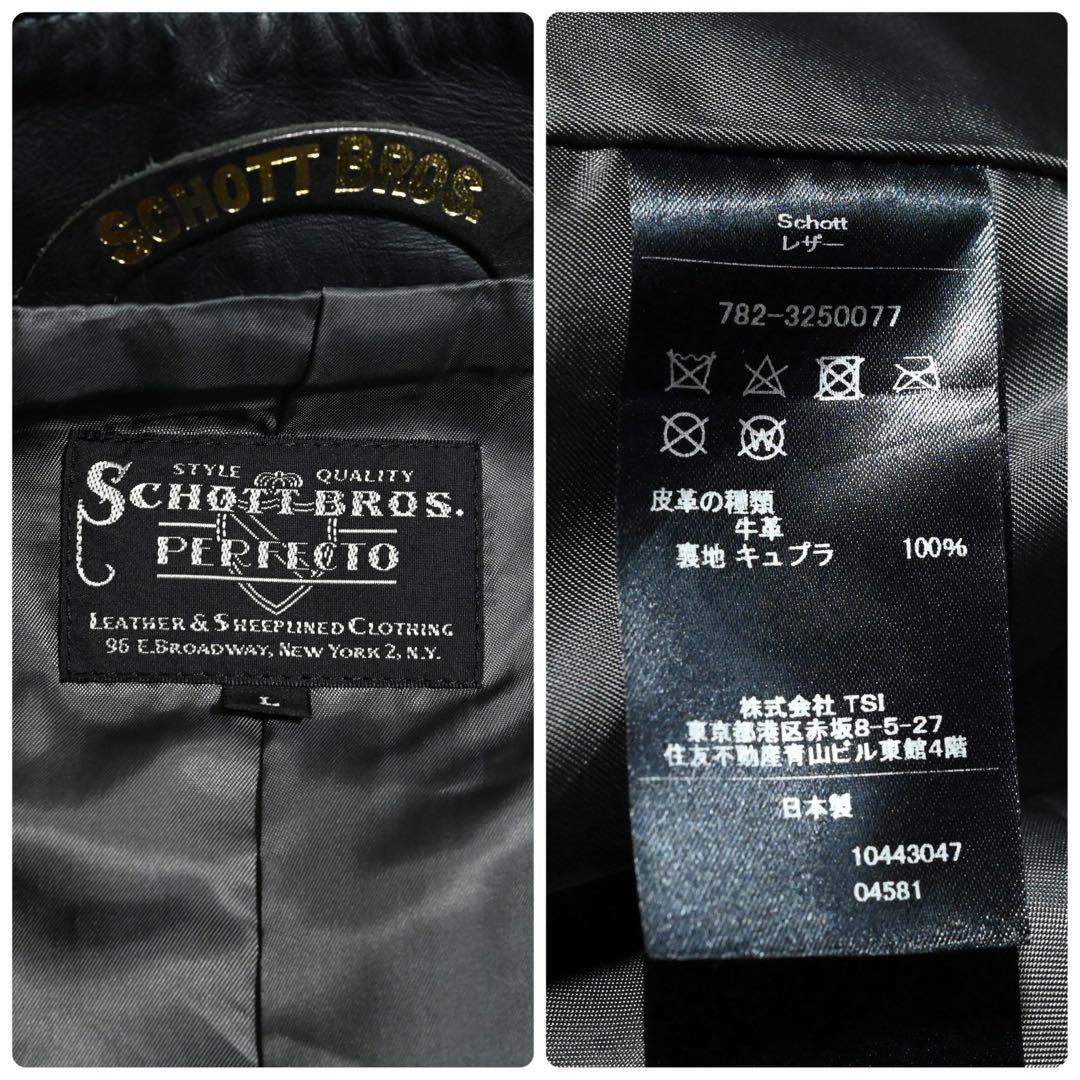 SCHOTT BROS.
STYLE QUALITY
SCHOTT BROS.
PERFECTO
LEATHER & SHEEPLINED CLOTHING
96 E.BROADWAY, NEW YORK 2, N.Y.
L
Schott
レザー
782-3250077
W
皮革の種類
牛革
裏地 キュプラ 100%
株式会社 TSI
東京都港区赤坂8-5-27
住友不動産青山ビル東館4階
日本製
10443047
04581